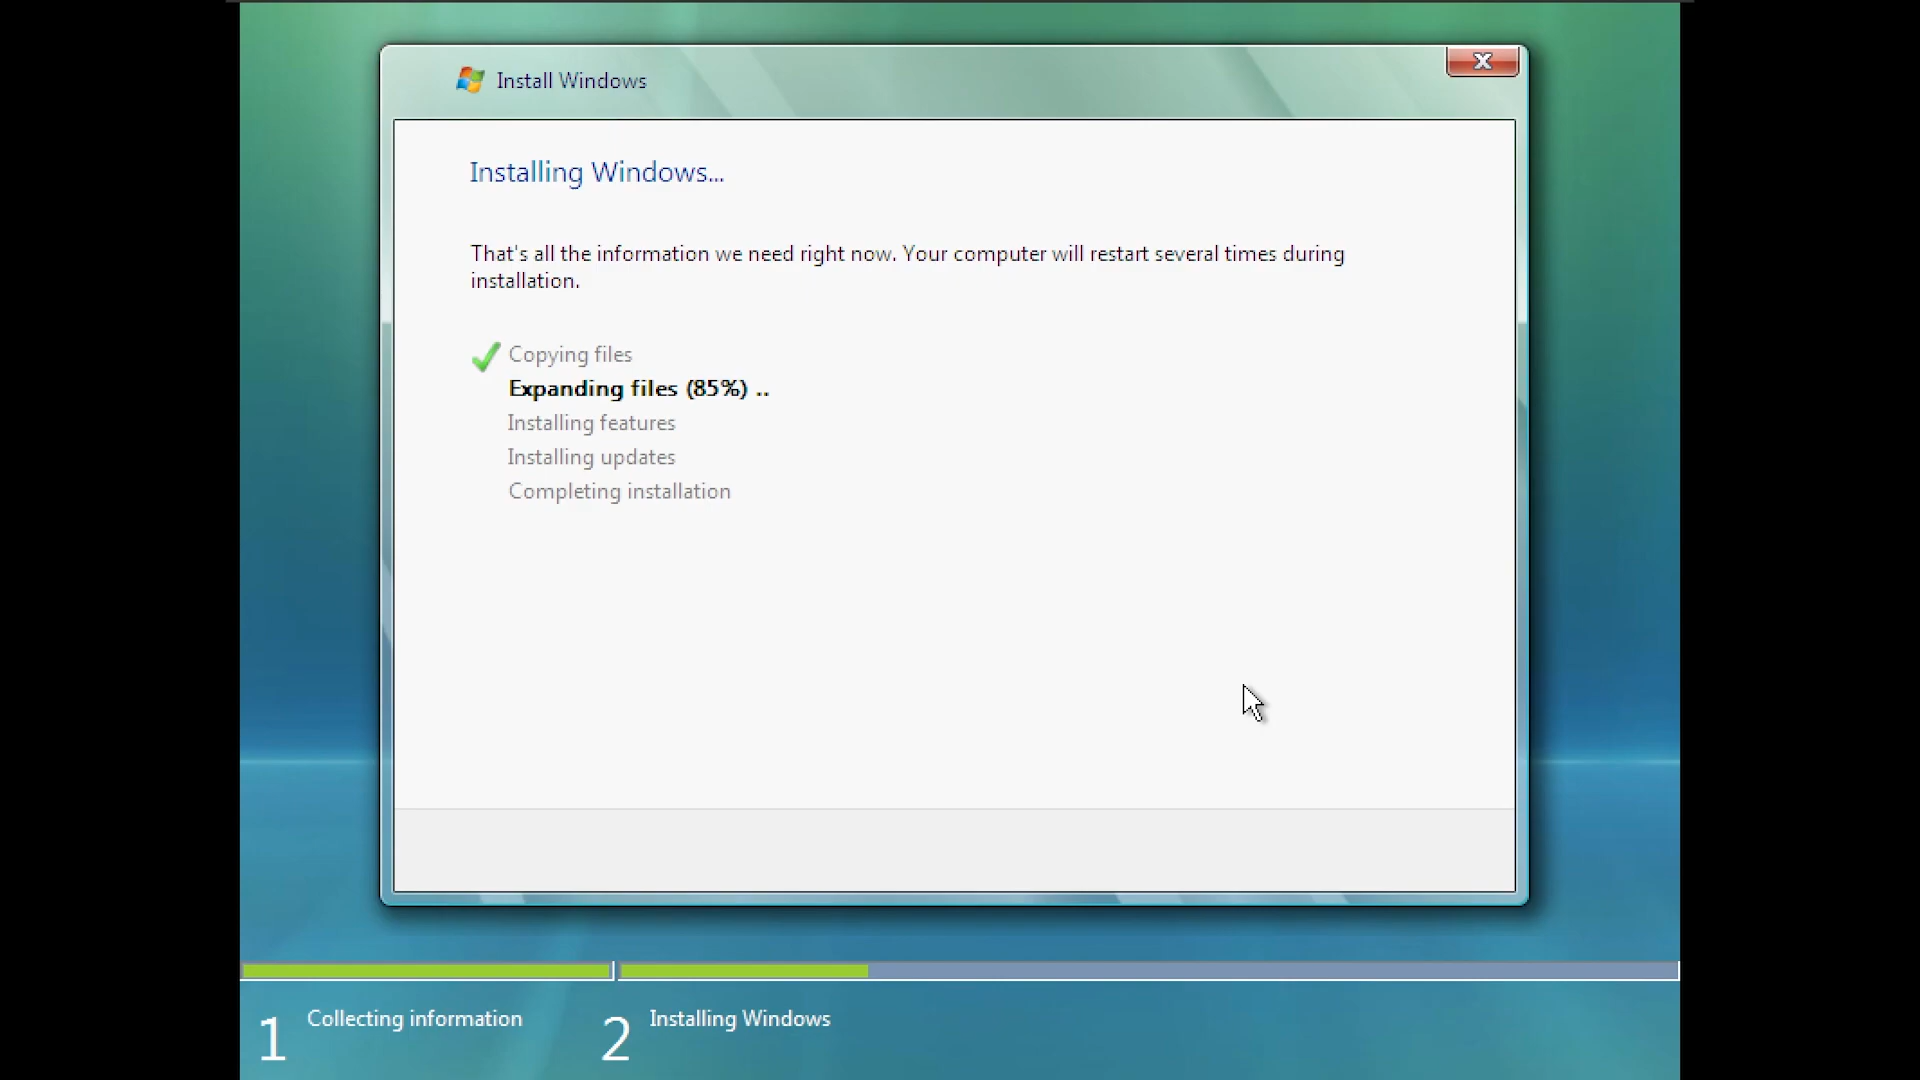 Install Windows
Installing Windows...
That's all the information we need right now. Your computer will restart several times during
installation.
Copying files
Expanding files (85%) ..
Installing features
Installing updates
Completing installation
1 Collecting information
2 Installing Windows